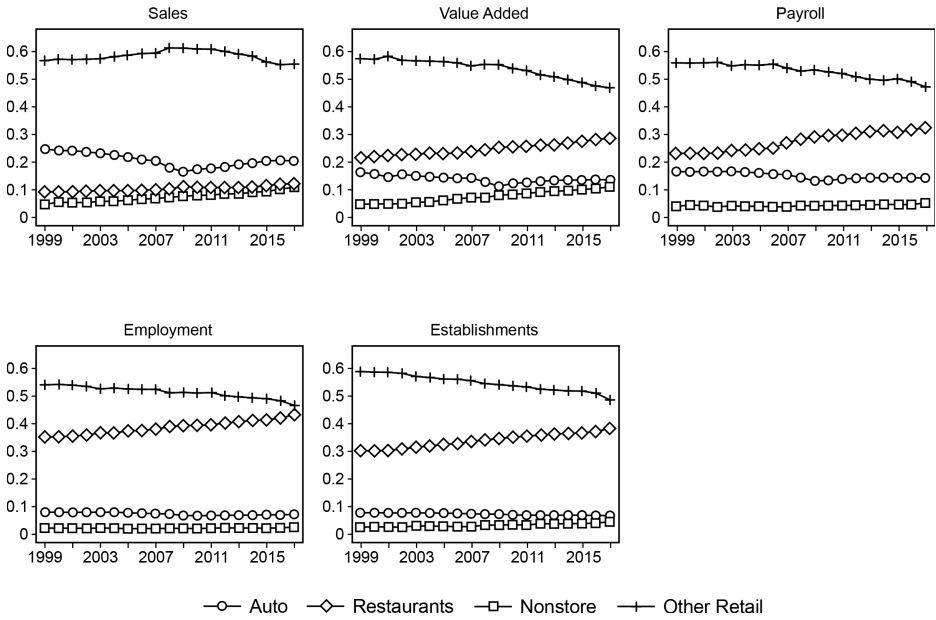 Sales Value Added Payroll
0.6 0.6 0.6
0.5 0.5 0.5
0.4 0.4 0.4
0.3 0.3 0.3
0.2 0.2 0.2
0.1 0.1 0.1
0 0 0
1999 2003 2007 2011 2015 1999 2003 2007 2011 2015 1999 2003 2007 2011 2015
Employment Establishments
0.6 0.6
0.5 0.5
0.4 0.4
0.3 0.3
0.2 0.2
0.1 0.1
0 0
1999 2003 2007 2011 2015 1999 2003 2007 2011 2015
Auto Restaurants Nonstore Other Retail